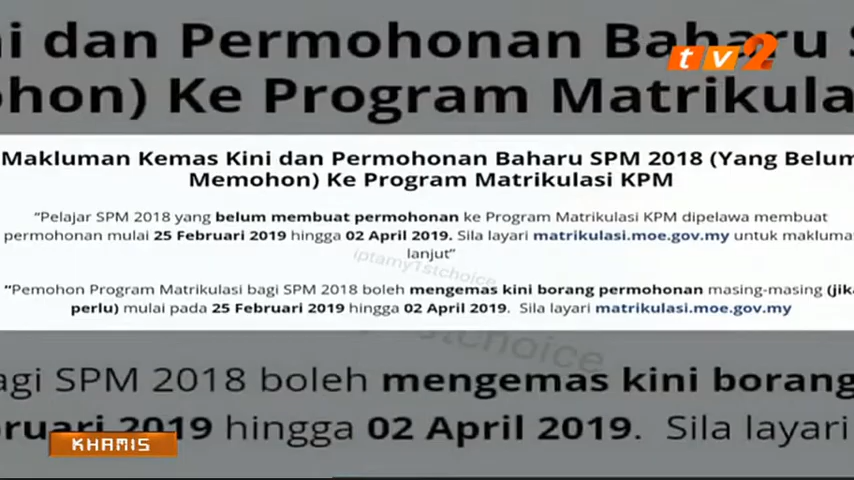 ni dan Permohonan Baharu S
tv2
ohon) Ke Program Matrikula
Makluman Kemas Kini dan Permohonan Baharu SPM 2018 (Yang Belum
Memohon) Ke Program Matrikulasi KPM
“Pelajar SPM 2018 yang belum membuat permohonan ke Program Matrikulasi KPM dipelawa membuat
permohonan mulai 25 Februari 2019 hingga 02 April 2019. Sila layari matrikulasi.moe.gov.my untuk makluma
lanjut”
iptamy1stchoice
“Pemohon Program Matrikulasi bagi SPM 2018 boleh mengemas kini borang permohonan masing-masing (jika
perlu) mulai pada 25 Februari 2019 hingga 02 April 2019. Sila layari matrikulasi.moe.gov.my
stchoice
agi SPM 2018 boleh mengemas kini borang
ruari 2019 hingga 02 April 2019. Sila layari
KHAMIS